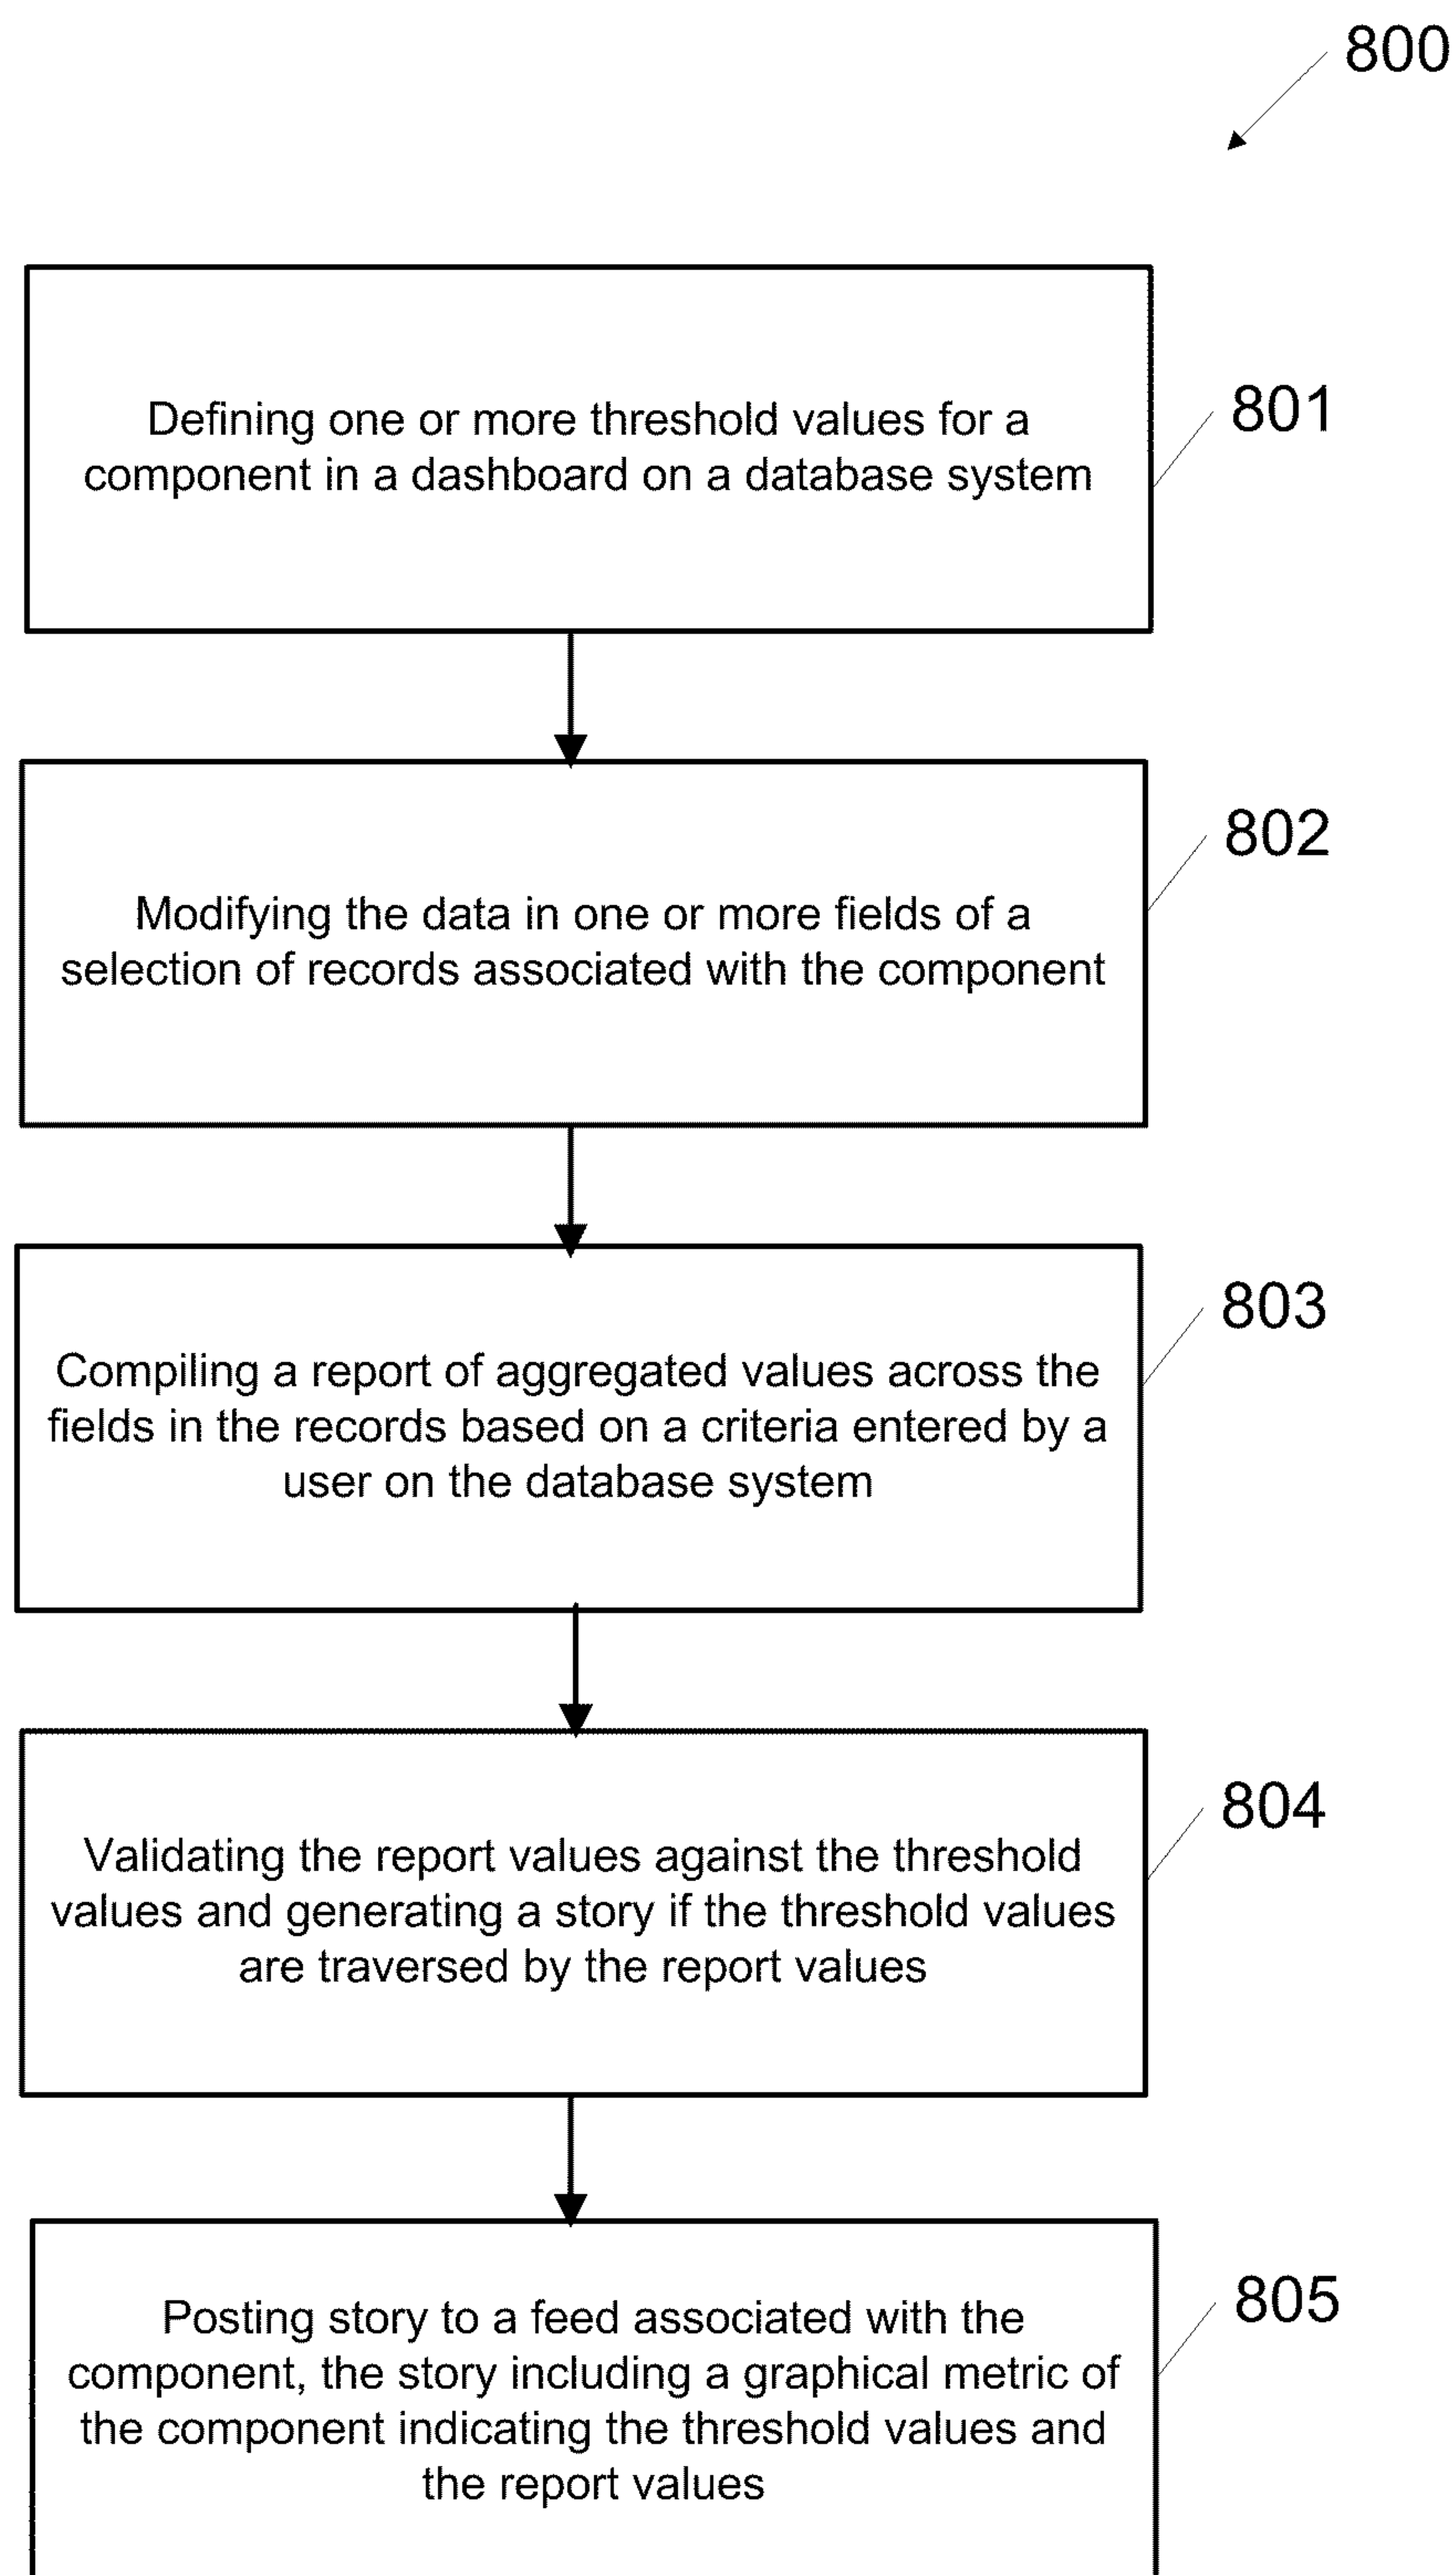 800
Defining one or more threshold values for a
component in a dashboard on a database system
801
Modifying the data in one or more fields of a
selection of records associated with the component
802
Compiling a report of aggregated values across the
fields in the records based on a criteria entered by a
user on the database system
803
Validating the report values against the threshold
values and generating a story if the threshold values
are traversed by the report values
804
Posting story to a feed associated with the
component, the story including a graphical metric of
the component indicating the threshold values and
the report values
805